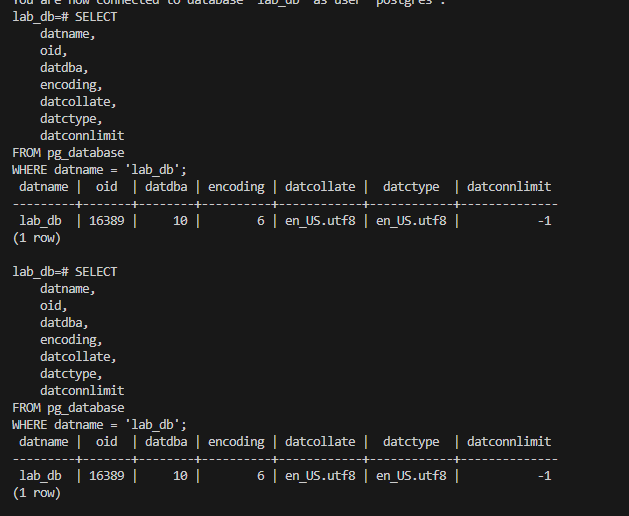 You are now connected to database "lab_db" as user "postgres".
lab_db=# SELECT
    datname,
    oid,
    datdba,
    encoding,
    datcollate,
    datctype,
    datconnlimit
FROM pg_database
WHERE datname = 'lab_db';
 datname |  oid  | datdba | encoding | datcollate |  datctype  | datconnlimit
---------+-------+--------+----------+------------+------------+--------------
 lab_db  | 16389 |     10 |        6 | en_US.utf8 | en_US.utf8 |           -1
(1 row)

lab_db=# SELECT
    datname,
    oid,
    datdba,
    encoding,
    datcollate,
    datctype,
    datconnlimit
FROM pg_database
WHERE datname = 'lab_db';
 datname |  oid  | datdba | encoding | datcollate |  datctype  | datconnlimit
---------+-------+--------+----------+------------+------------+--------------
 lab_db  | 16389 |     10 |        6 | en_US.utf8 | en_US.utf8 |           -1
(1 row)